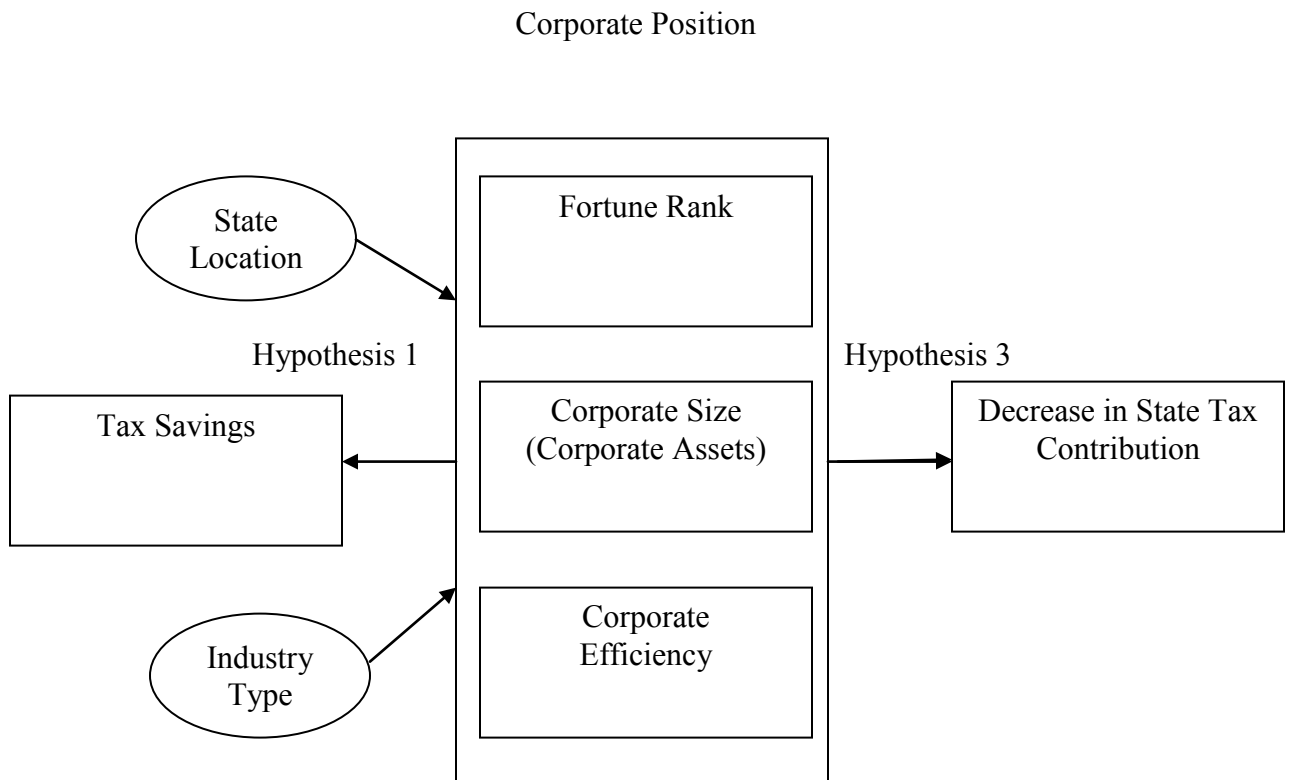 Corporate Position
State
Location
Fortune Rank
Hypothesis 1
Hypothesis 3
Tax Savings
Corporate Size
(Corporate Assets)
Decrease in State Tax
Contribution
Corporate
Efficiency
Industry
Type